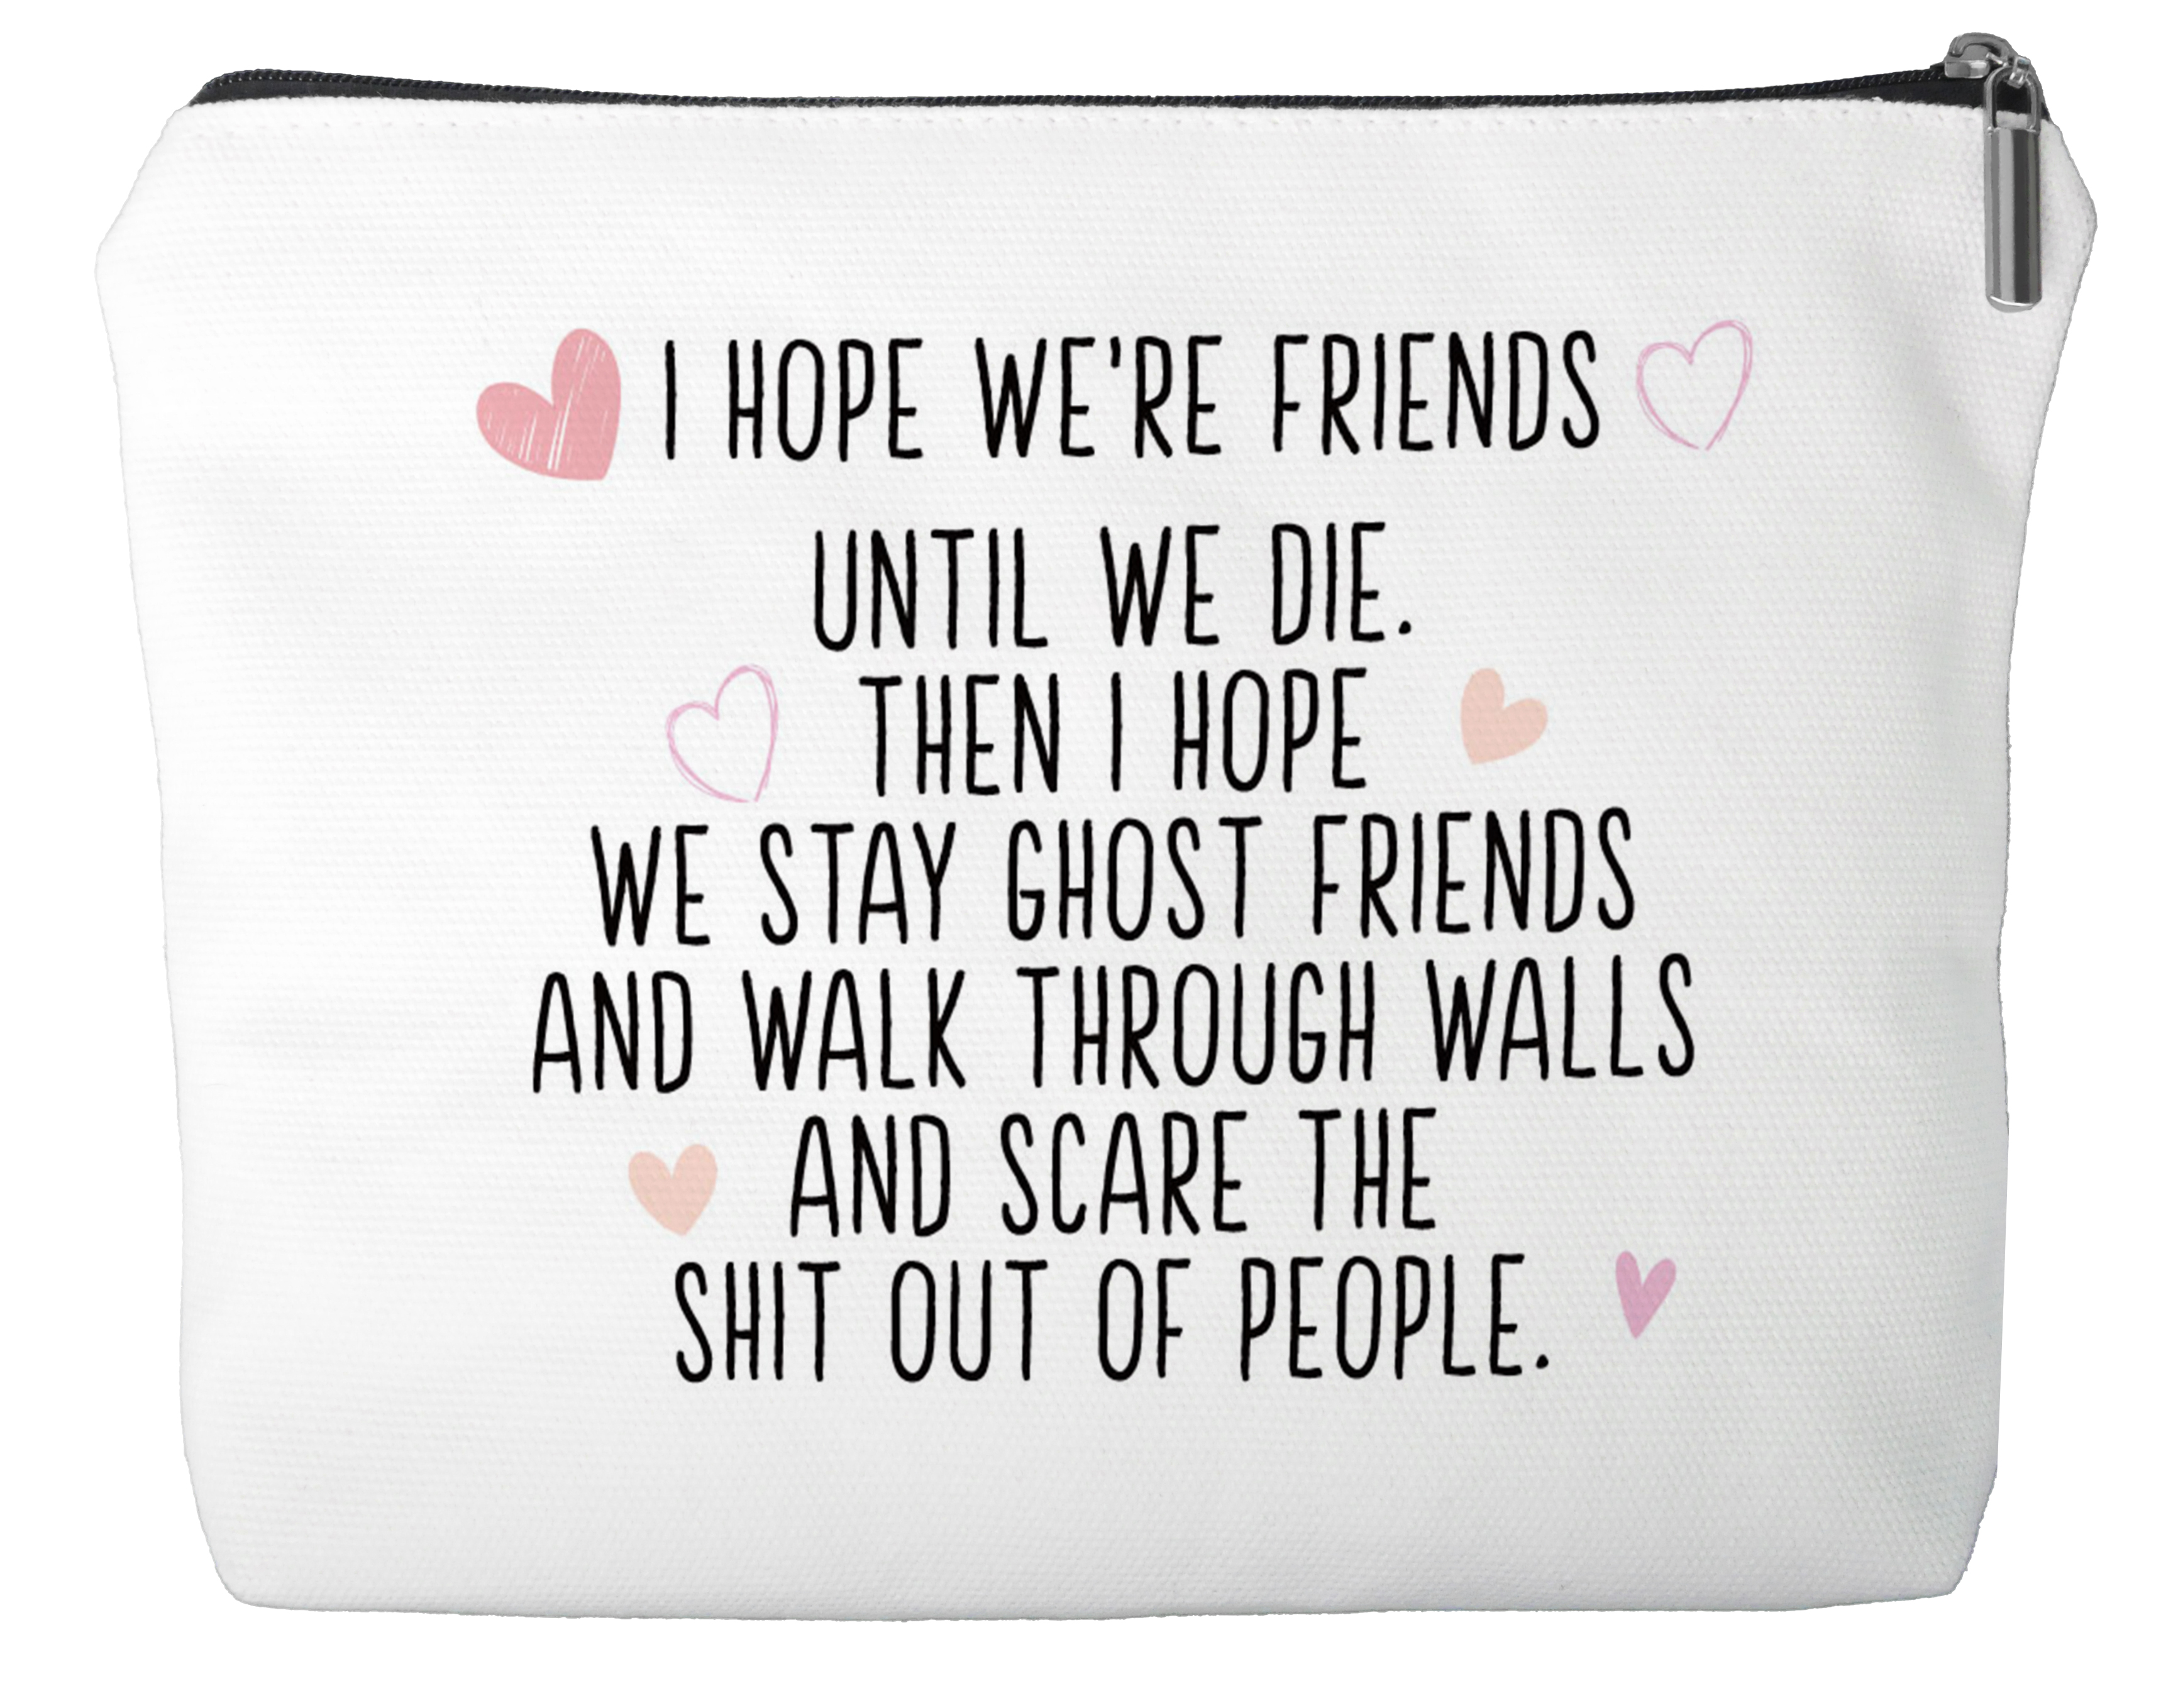 I HOPE WE'RE FRIENDS
UNTIL WE DIE.
THEN I HOPE
WE STAY GHOST FRIENDS
AND WALK THROUGH WALLS
AND SCARE THE
SHIT OUT OF PEOPLE.